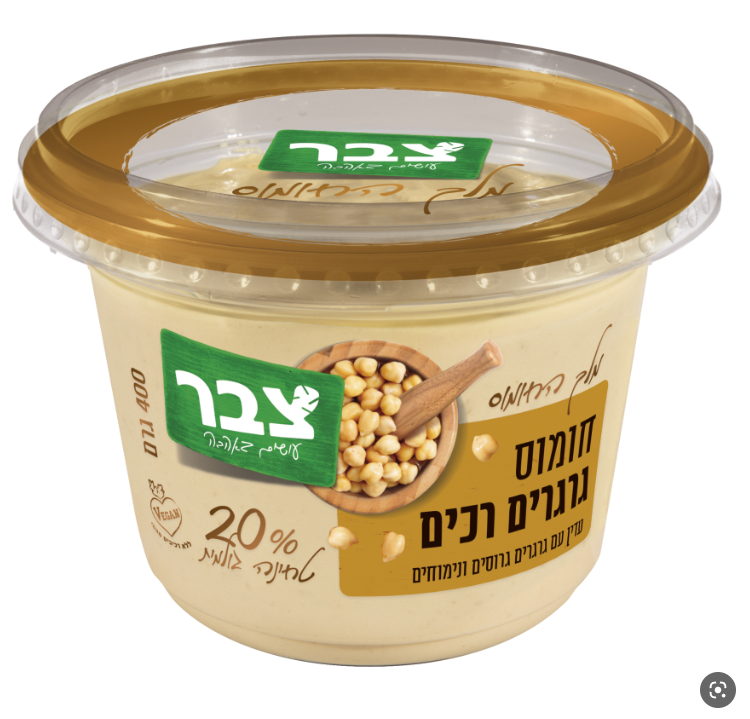 צבר
עושים באהבה
מלך החומוס
צבר
עושים באהבה
400 גרם
מלך החומוס
חומוס
גרגרים רכים
עדין עם גרגרים גרוסים ונימוחים
VEGAN
20%
טחינה גולמית